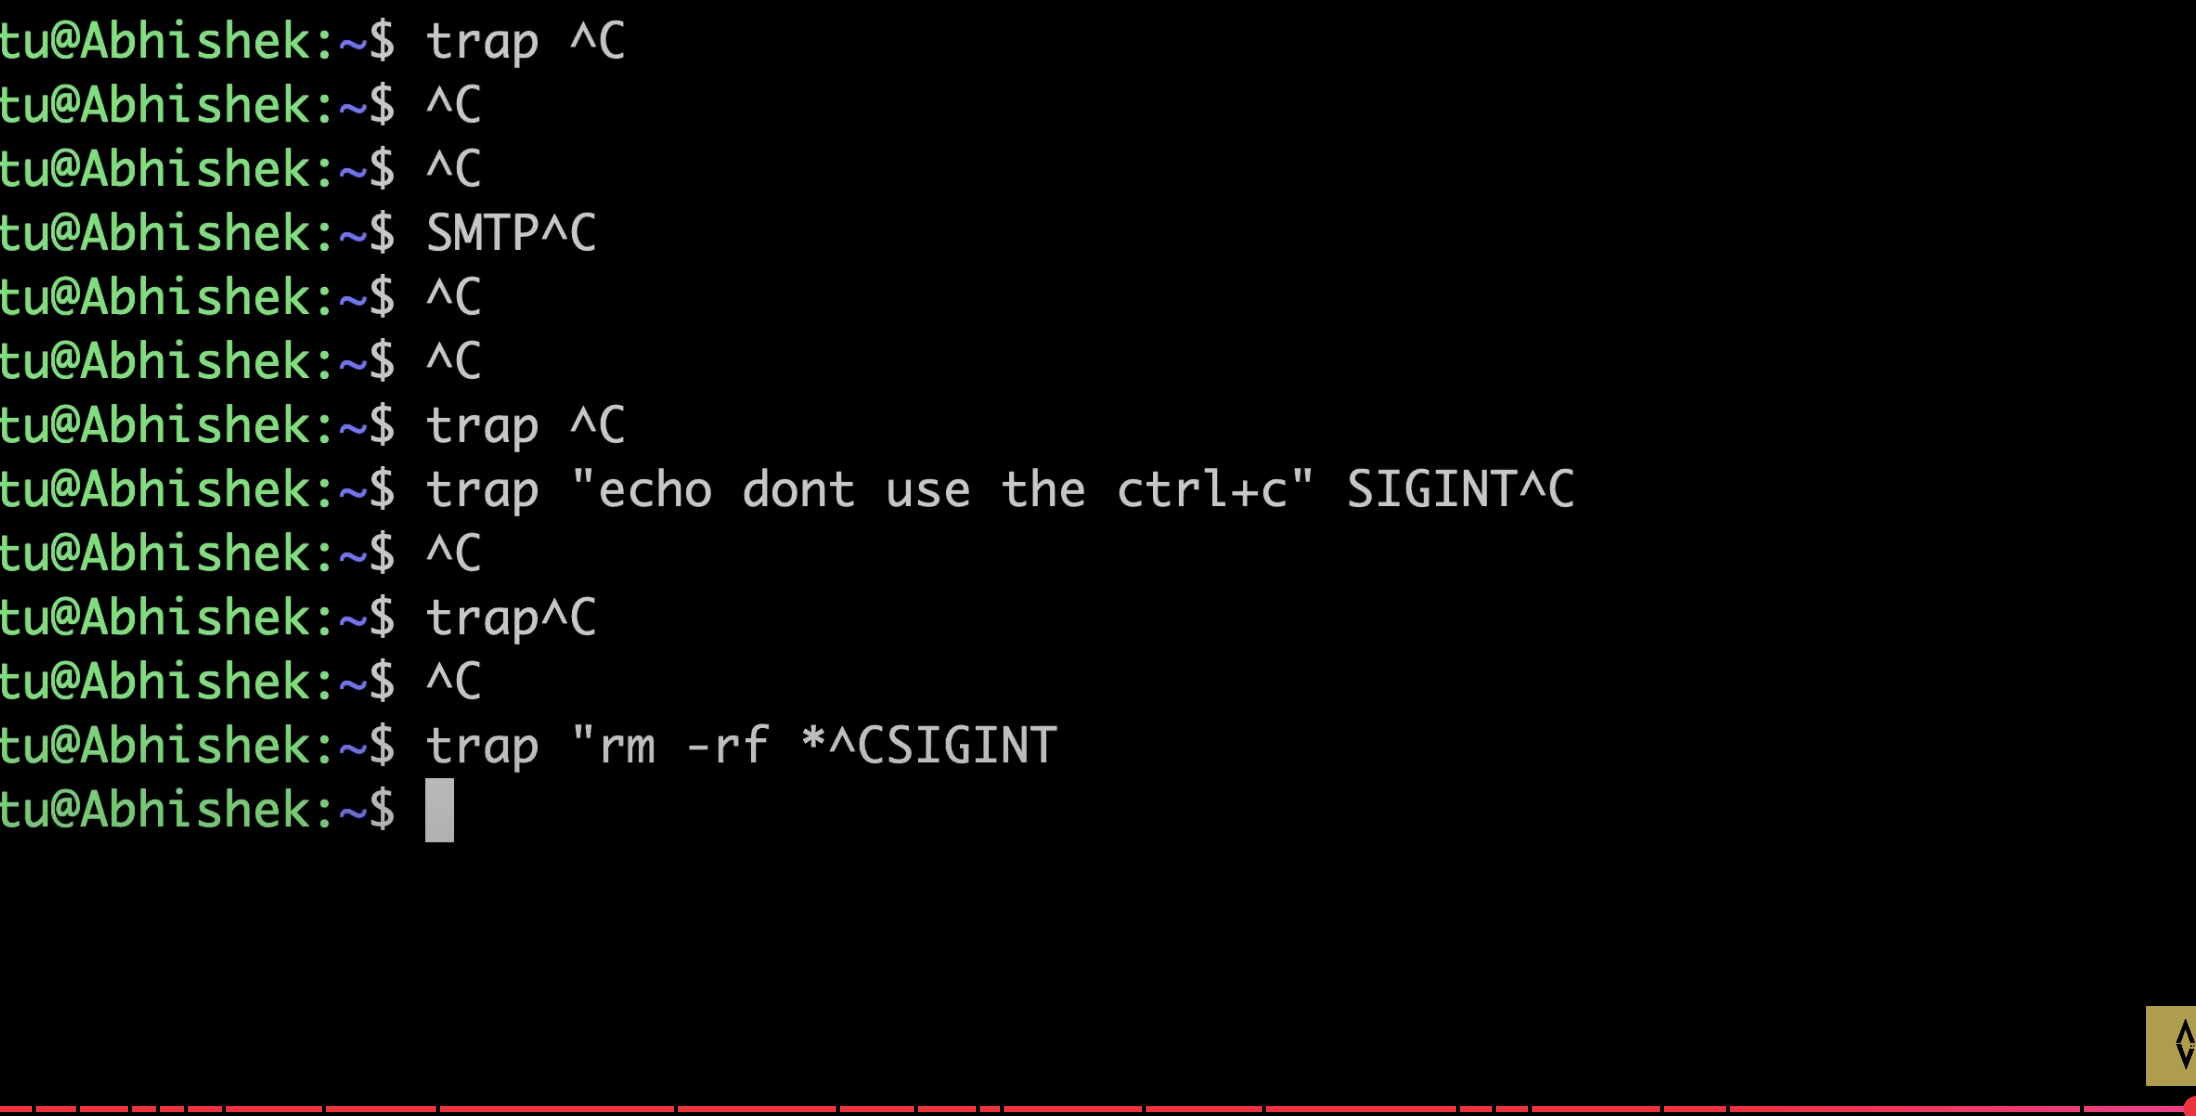 tu@Abhishek:~$ trap ^C
tu@Abhishek:~$ ^C
tu@Abhishek:~$ ^C
tu@Abhishek:~$ SMTP^C
tu@Abhishek:~$ ^C
tu@Abhishek:~$ ^C
tu@Abhishek:~$ trap ^C
tu@Abhishek:~$ trap "echo dont use the ctrl+c" SIGINT^C
tu@Abhishek:~$ ^C
tu@Abhishek:~$ trap^C
tu@Abhishek:~$ ^C
tu@Abhishek:~$ trap "rm -rf *^CSIGINT
tu@Abhishek:~$